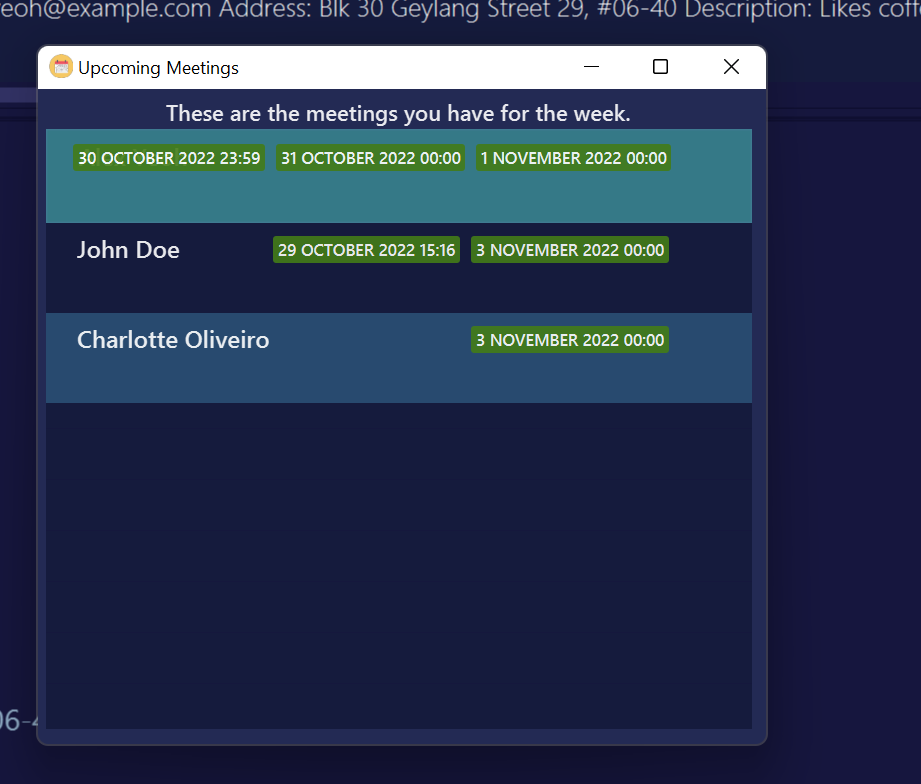 eoh@example.com Address: Blk 30 Geylang Street 29, #06-40 Description: Likes
Upcoming Meetings
These are the meetings you have for the week.
30 OCTOBER 2022 23:59 31 OCTOBER 2022 00:00 1 NOVEMBER 2022 00:00
John Doe 29 OCTOBER 2022 15:16 3 NOVEMBER 2022 00:00
Charlotte Oliveiro 3 NOVEMBER 2022 00:00